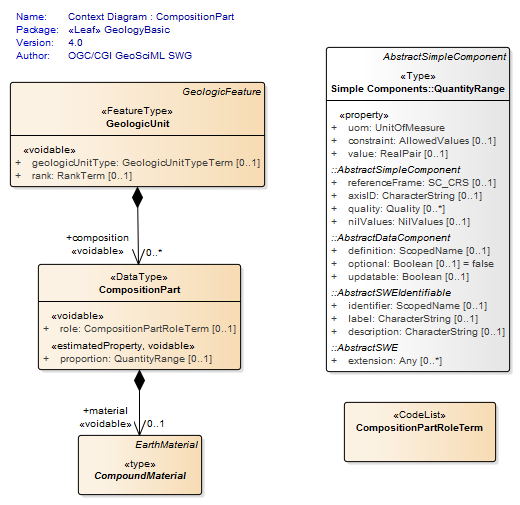 Name: Context Diagram : CompositionPart
Package: «Leaf» GeologyBasic
Version: 4.0
Author: OGC/CGI GeoSciML SWG
GeologicFeature
«FeatureType»
GeologicUnit
«voidable»
+ geologicUnitType: GeologicUnitTypeTerm [0..1]
+ rank: RankTerm [0..1]
+composition
«voidable» 0..*
«DataType»
CompositionPart
«voidable»
+ role: CompositionPartRoleTerm [0..1]
«estimatedProperty, voidable»
+ proportion: QuantityRange [0..1]
+material
«voidable» 0..1
EarthMaterial
«type»
CompoundMaterial
AbstractSimpleComponent
«Type»
Simple Components::QuantityRange
«property»
+ uom: UnitOfMeasure
+ constraint: AllowedValues [0..1]
+ value: RealPair [0..1]
::AbstractSimpleComponent
+ referenceFrame: SC_CRS [0..1]
+ axisID: CharacterString [0..1]
+ quality: Quality [0..*]
+ nilValues: NilValues [0..1]
::AbstractDataComponent
+ definition: ScopedName [0..1]
+ optional: Boolean [0..1] = false
+ updatable: Boolean [0..1]
::AbstractSWEIdentifiable
+ identifier: ScopedName [0..1]
+ label: CharacterString [0..1]
+ description: CharacterString [0..1]
::AbstractSWE
+ extension: Any [0..*]
«CodeList»
CompositionPartRoleTerm